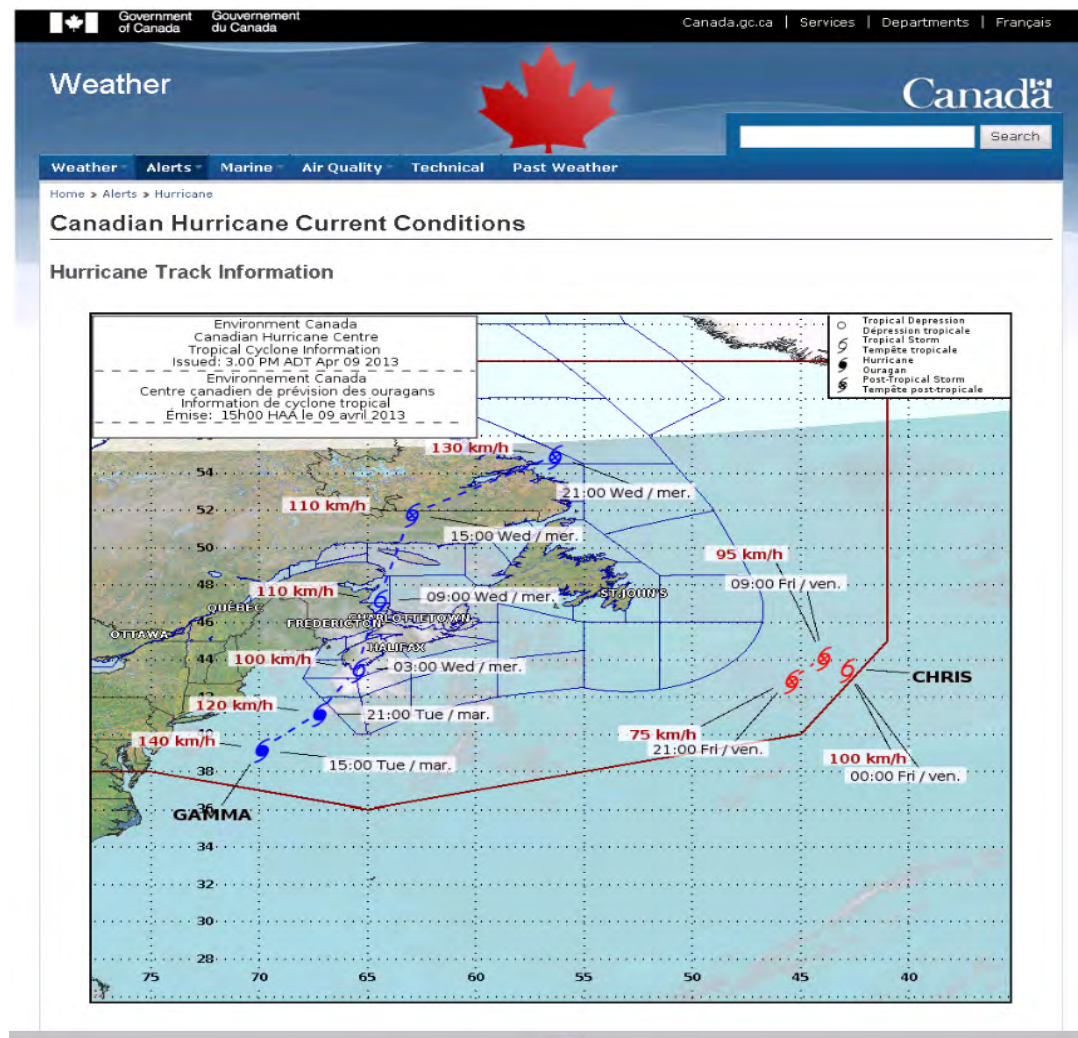 Government of Canada
Gouvernement du Canada
Canada.gc.ca | Services | Departments | Français
Weather
Canada
Search
Weather Alerts Marine Air Quality Technical Past Weather
Home » Alerts » Hurricane
Canadian Hurricane Current Conditions
Hurricane Track Information
Environment Canada
Canadian Hurricane Centre
Tropical Cyclone Information
Issued: 3.00 PM ADT Apr 09 2013
Environnement Canada
Centre canadien de prévision des ouragans
Information de cyclone tropical
Émise: 15h00 HAA le 09 avril 2013
Tropical Depression
Dépression tropicale
Tropical Storm
Tempête tropicale
Hurricane
Ouragan
Post-Tropical Storm
Tempête post-tropicale
130 km/h
54
21:00 Wed / mer.
110 km/h
52
15:00 Wed / mer.
50
95 km/h
48
09:00 Fri / ven.
110 km/h
09:00 Wed / mer.
ST.JOHN'S
QUÉBEC
46
FREDERICTON
CHARLOTTETOWN
OTTAWA
HALIFAX
44
100 km/h
03:00 Wed / mer.
CHRIS
42
120 km/h
21:00 Tue / mar.
40
75 km/h
21:00 Fri / ven.
140 km/h
15:00 Tue / mar.
100 km/h
00:00 Fri / ven.
38
36
GAMMA
34
32
30
28
75 70 65 60 55 50 45 40